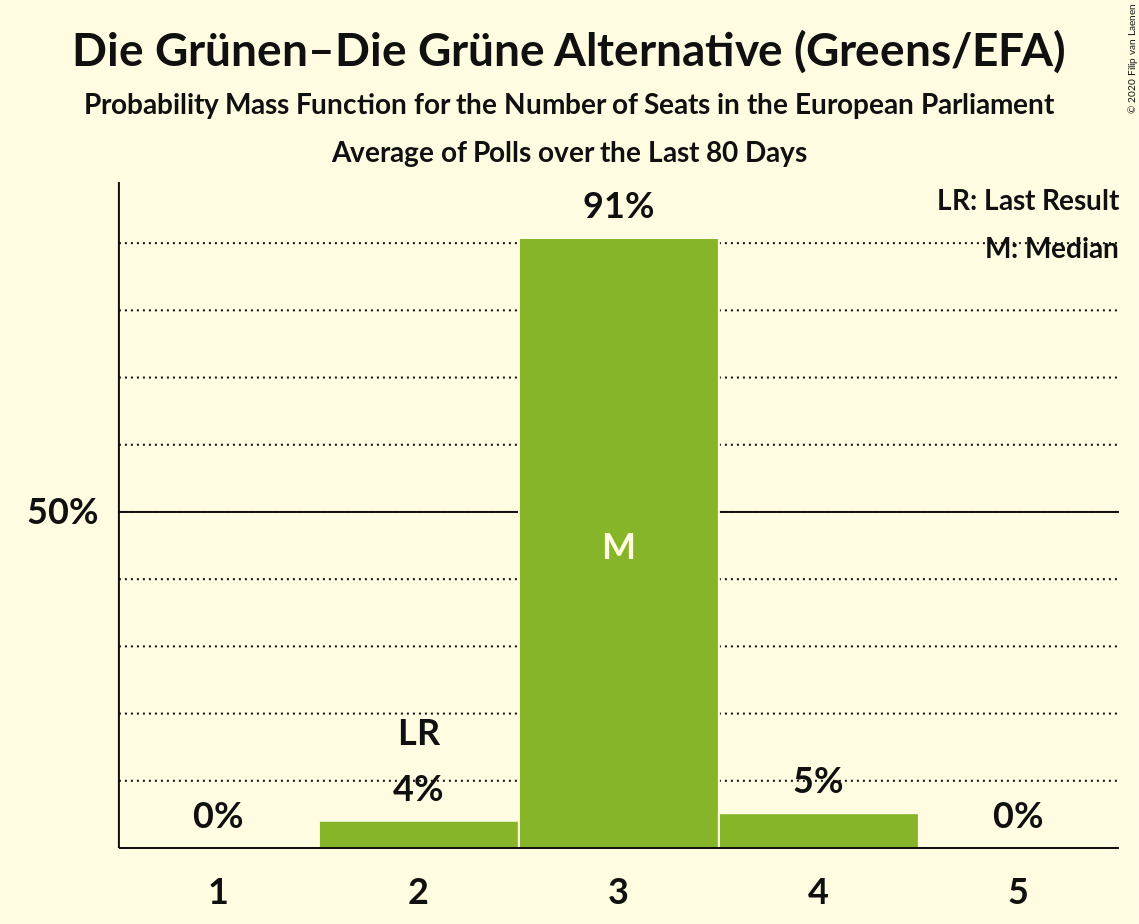 Die Grünen–Die Grüne Alternative (Greens/EFA)
Probability Mass Function for the Number of Seats in the European Parliament
Average of Polls over the Last 80 Days
© 2020 Filip van Laenen
LR: Last Result
M: Median
91%
50%
M
LR
4%
5%
0%
0%
1 2 3 4 5